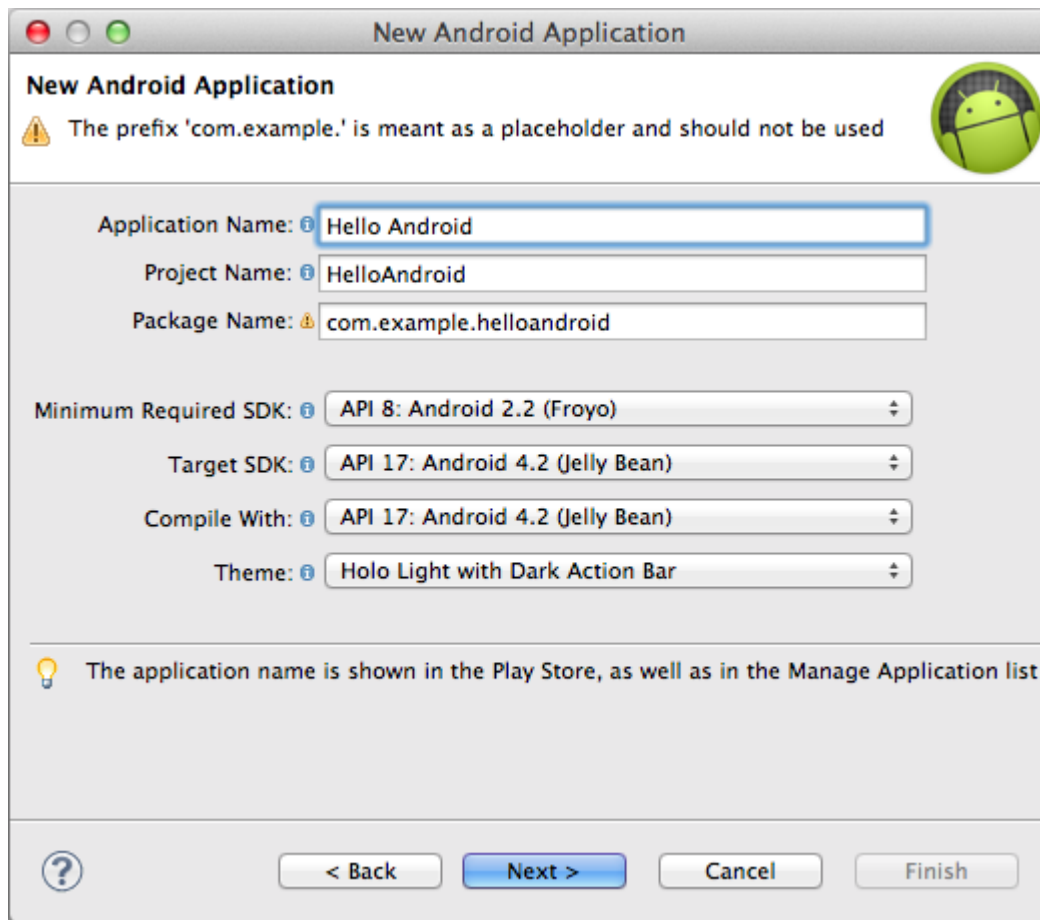 New Android Application
New Android Application
The prefix 'com.example.' is meant as a placeholder and should not be used
Application Name: Hello Android
Project Name: HelloAndroid
Package Name: com.example.helloandroid
Minimum Required SDK: API 8: Android 2.2 (Froyo)
Target SDK: API 17: Android 4.2 (Jelly Bean)
Compile With: API 17: Android 4.2 (Jelly Bean)
Theme: Holo Light with Dark Action Bar
The application name is shown in the Play Store, as well as in the Manage Application list
? < Back Next > Cancel Finish